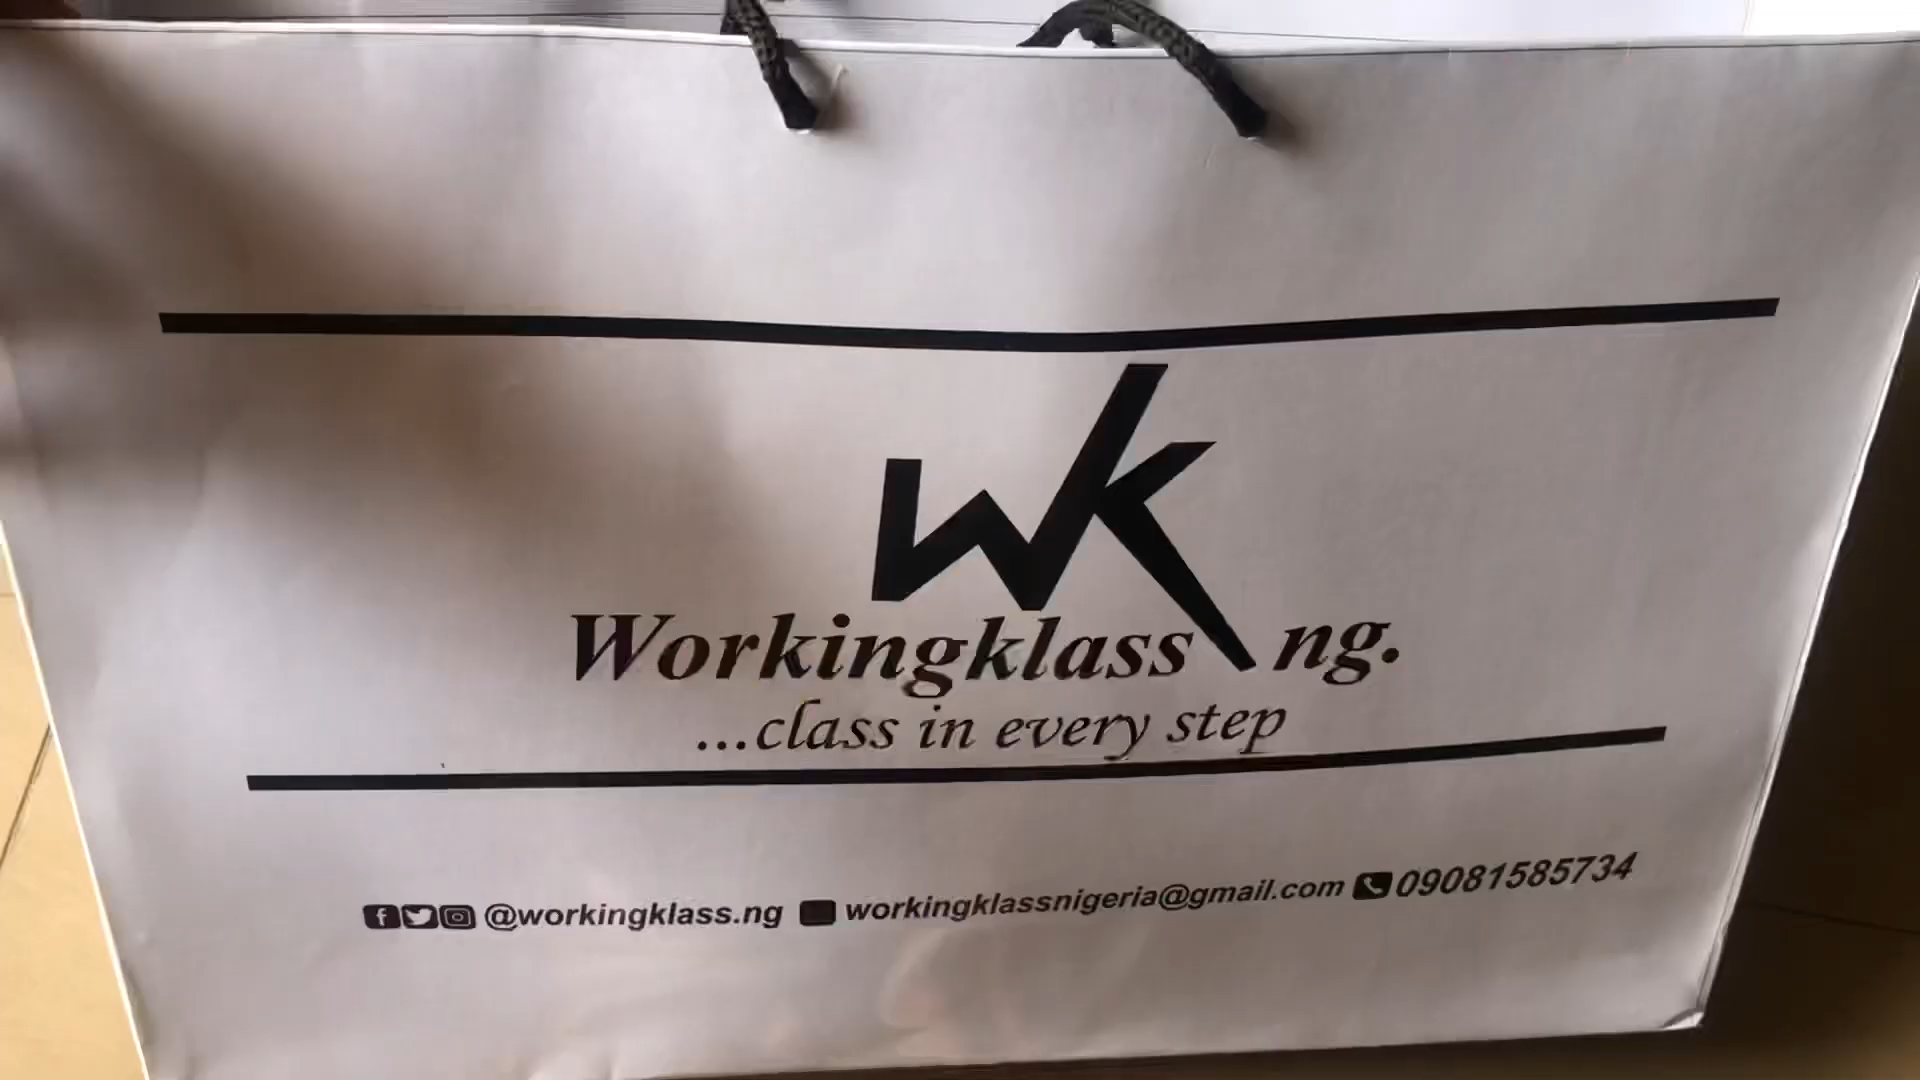 WK
Workingklass ng.
...class in every step
@workingklass.ng workingklassnigeria@gmail.com 09081585734